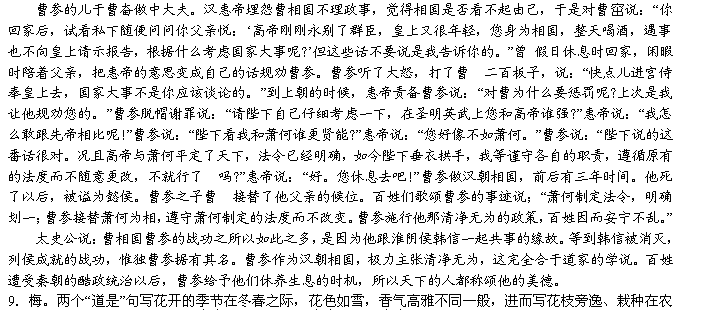 曹参的儿子曹窋做中大夫。汉惠帝埋怨曹相国不理政事，觉得相国是否看不起自己，于是对曹窋说：“你
回家后，试着私下随便问问你父亲说：‘高帝刚刚永别了群臣，皇上又很年轻，您身为相国，整天喝酒，遇事
也不向皇上请示报告，根据什么考虑国家大事呢？’但这些话不要说是我告诉你的。”曾 假日休息时回家，闲暇
时陪着父亲，把惠帝的意思变成自己的话规劝曹参。曹参听了大怒，打了曹 二百板子，说：“快点儿进宫侍
奉皇上去，国家大事不是你应该谈论的。”到上朝的时候，惠帝责备曹参说：“对曹为什么要惩罚呢？上次是我
让他规劝您的。”曹参脱帽谢罪说：“请陛下自己仔细考虑一下，在圣明英武上您和高帝谁强？”惠帝说：“我怎
么敢跟先帝相比呢！”曹参说：“陛下看我和萧何谁更贤能？”惠帝说：“您好像不如萧何。”曹参说：“陛下说的这
番话很对。况且高帝与萧何平定了天下，法令已经明确，如今陛下垂衣拱手，我等谨守各自的职责，遵循原有
的法度而不随意更改，不就行了 吗？”惠帝说：“好。您休息去吧！”曹参做汉朝相国，前后有三年时间。他死
了以后，被谥为懿侯。曹参之子曹 接替了他父亲的侯位。百姓们歌颂曹参的事迹说：“萧何制定法令，明确
划一；曹参接替萧何为相，遵守萧何制定的法度而不改变。曹参施行他那清净无为的政策，百姓因而安宁不乱。”
太史公说：曹相国曹参的战功之所以如此之多，是因为他跟淮阴侯韩信一起共事的缘故。等到韩信被消灭，
列侯成就的战功，惟独曹参据有其名。曹参作为汉朝相国，极力主张清净无为，这完全合于道家的学说。百姓
遭受秦朝的酷政统治以后，曹参给予他们休养生息的时机，所以天下的人都称颂他的美德。
9．梅。两个“道是”句写花开的季节在冬春之际，花色如雪，香气高雅不同一般，进而写花枝旁逸、栽种在农